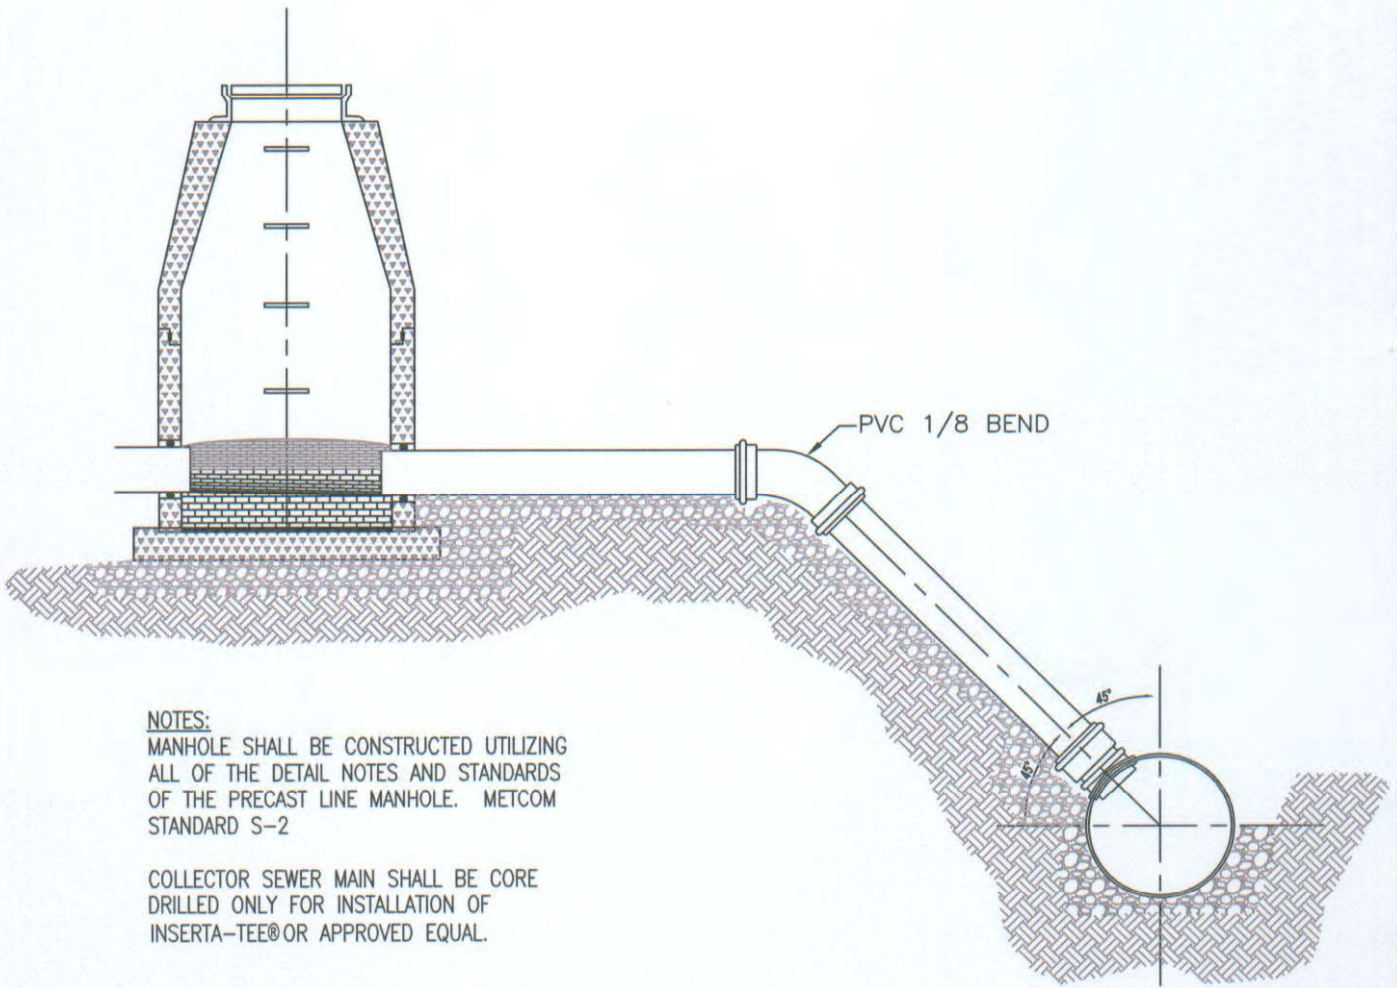 PVC 1/8 BEND
45°
45°
NOTES:
MANHOLE SHALL BE CONSTRUCTED UTILIZING
ALL OF THE DETAIL NOTES AND STANDARDS
OF THE PRECAST LINE MANHOLE. METCOM
STANDARD S-2
COLLECTOR SEWER MAIN SHALL BE CORE
DRILLED ONLY FOR INSTALLATION OF
INSERTA-TEE® OR APPROVED EQUAL.